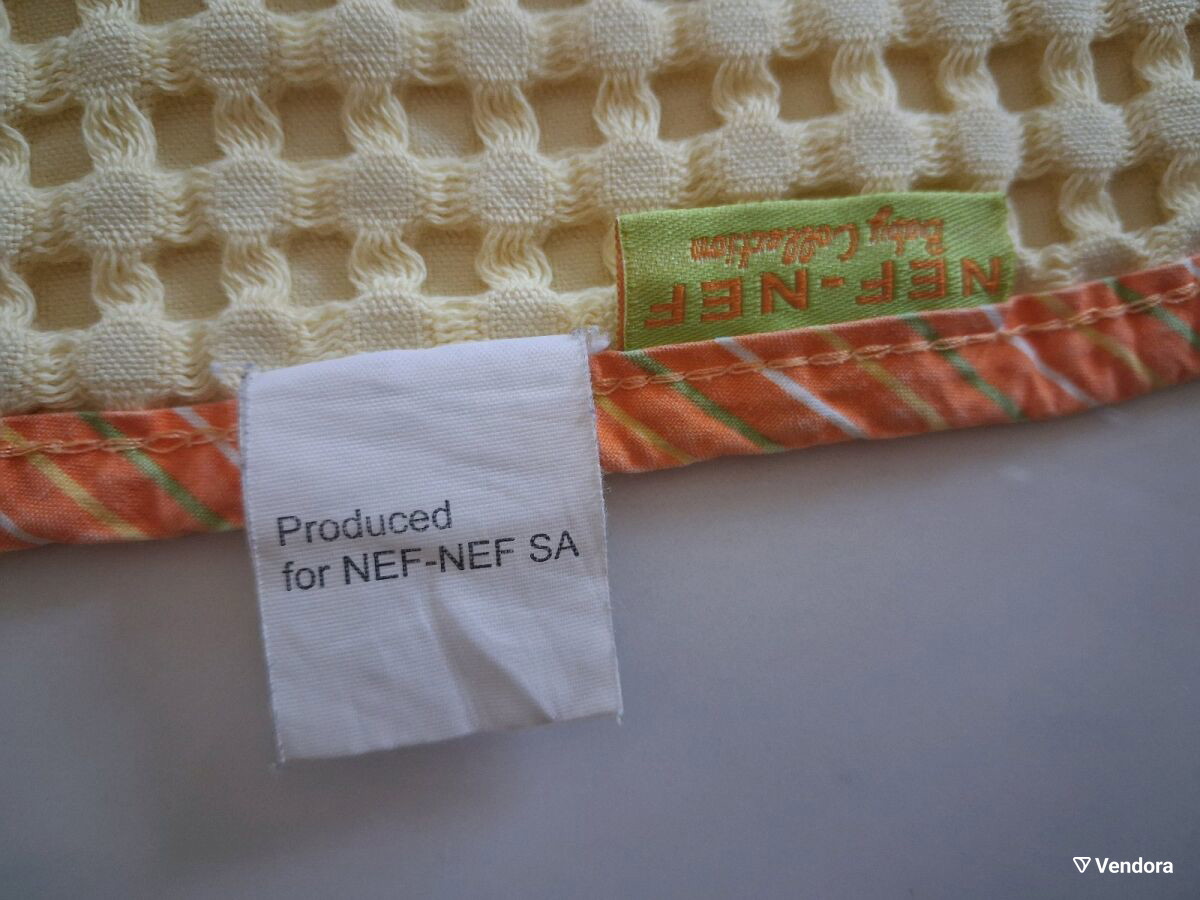 NEF-NEF
Baby Collection
Produced
for NEF-NEF SA
Vendora